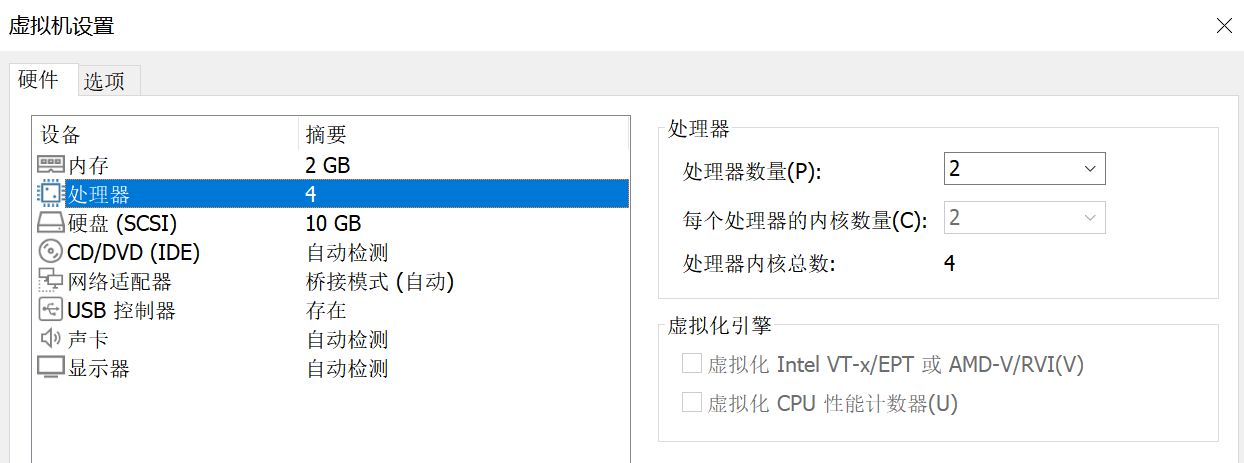 虚拟机设置
硬件 选项
设备 摘要
内存 2 GB
处理器 4
硬盘 (SCSI) 10 GB
CD/DVD (IDE) 自动检测
网络适配器 桥接模式 (自动)
USB 控制器 存在
声卡 自动检测
显示器 自动检测
处理器
处理器数量(P): 2
每个处理器的内核数量(C): 2
处理器内核总数: 4
虚拟化引擎
虚拟化 Intel VT-x/EPT 或 AMD-V/RVI(V)
虚拟化 CPU 性能计数器(U)